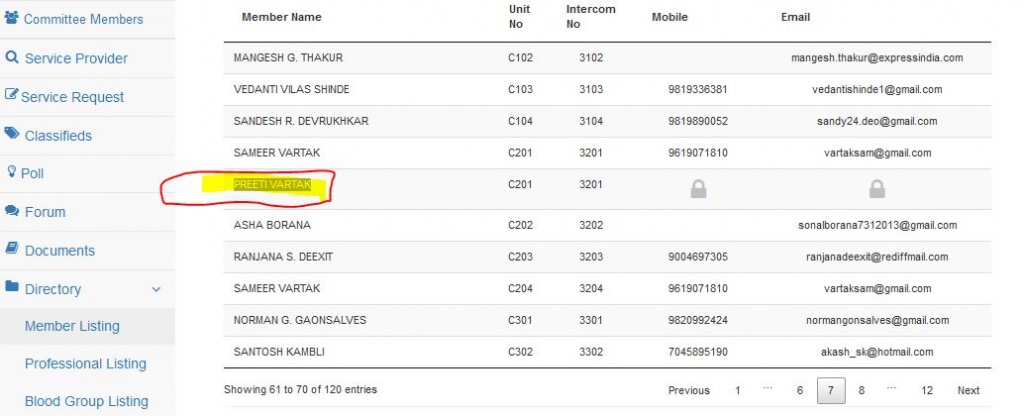 Committee Members
Service Provider
Service Request
Classifieds
Poll
Forum
Documents
Directory
Member Listing
Professional Listing
Blood Group Listing
Member Name Unit No Intercom No Mobile Email
MANGESH G. THAKUR C102 3102 mangesh.thakur@expressindia.com
VEDANTI VILAS SHINDE C103 3103 9819336381 vedantishinde1@gmail.com
SANDESH R. DEVRUKHKAR C104 3104 9819890052 sandy24.deo@gmail.com
SAMEER VARTAK C201 3201 9619071810 vartaksam@gmail.com
PREETI VARTAK C201 3201
ASHA BORANA C202 3202 sonalborana7312013@gmail.com
RANJANA S. DEEXIT C203 3203 9004697305 ranjanadeexit@rediffmail.com
SAMEER VARTAK C204 3204 9619071810 vartaksam@gmail.com
NORMAN G. GAONSALVES C301 3301 9820992424 normangonsalves@gmail.com
SANTOSH KAMBLI C302 3302 7045895190 akash_sk@hotmail.com
Showing 61 to 70 of 120 entries Previous 1 ... 6 7 8 ... 12 Next